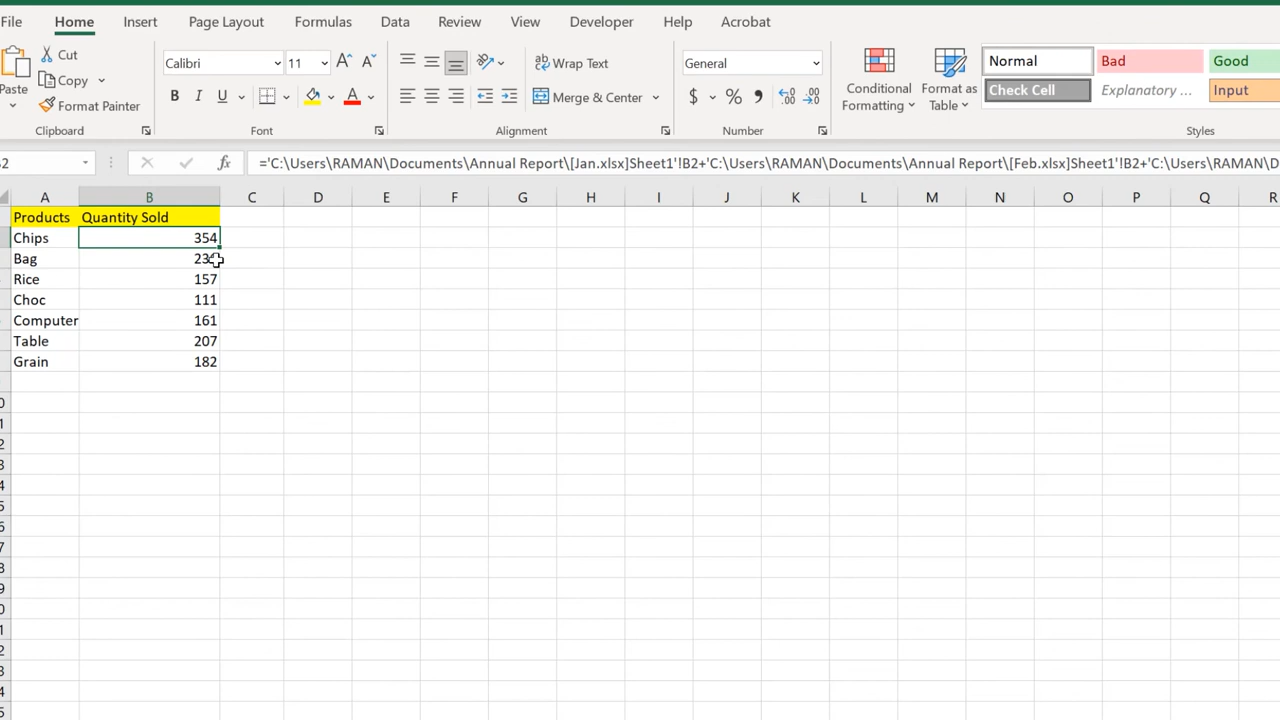 File Home Insert Page Layout Formulas Data Review View Developer Help Acrobat
Cut Calibri 11 Wrap Text General Normal Bad Good
Paste Copy B I U Merge & Center $ % Conditional Formatting Format as Table Check Cell Explanatory ... Input
Format Painter
Clipboard Font Alignment Number Styles
fx ='C:\Users\RAMAN\Documents\Annual Report\[Jan.xlsx]Sheet1'!B2+'C:\Users\RAMAN\Documents\Annual Report\[Feb.xlsx]Sheet1'!B2+'C:\Users\RAMAN\D
A B C D E F G H I J K L M N O P Q R
Products Quantity Sold
Chips 354
Bag
Rice 157
Choc 111
Computer 161
Table 207
Grain 182